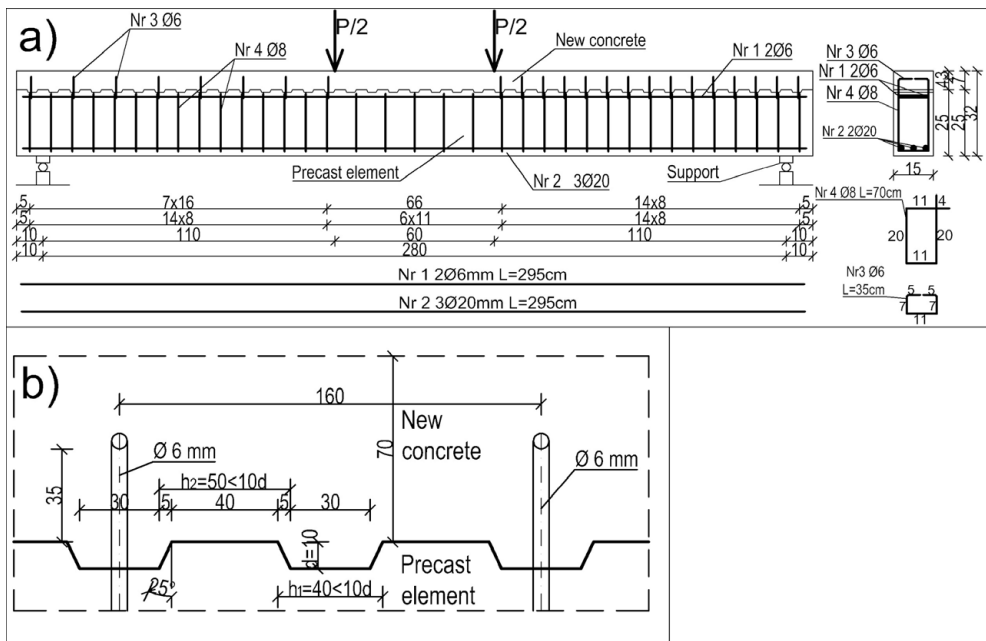 a)
Nr 3 Ø6
Nr 4 Ø8
P/2
P/2
New concrete
Nr 1 2Ø6
Precast element
Nr 2 3Ø20
Support
5 7x16 66 14x8 5
5 14x8 6x11 14x8 5
10 110 60 110 10
10 280 10
Nr 1 2Ø6mm L=295cm
Nr 2 3Ø20mm L=295cm
Nr 3 Ø6
Nr 1 2Ø6
Nr 4 Ø8
Nr 2 2Ø20
25
25
32
15
Nr 4 Ø8 L=70cm
11
4
20
20
11
Nr3 Ø6
L=35cm
5 5
7 7
11
b)
160
New
concrete
70
Ø 6 mm
Ø 6 mm
35
h2=50<10d
30 5 40 5 30
d=10
25°
h1=40<10d
Precast
element